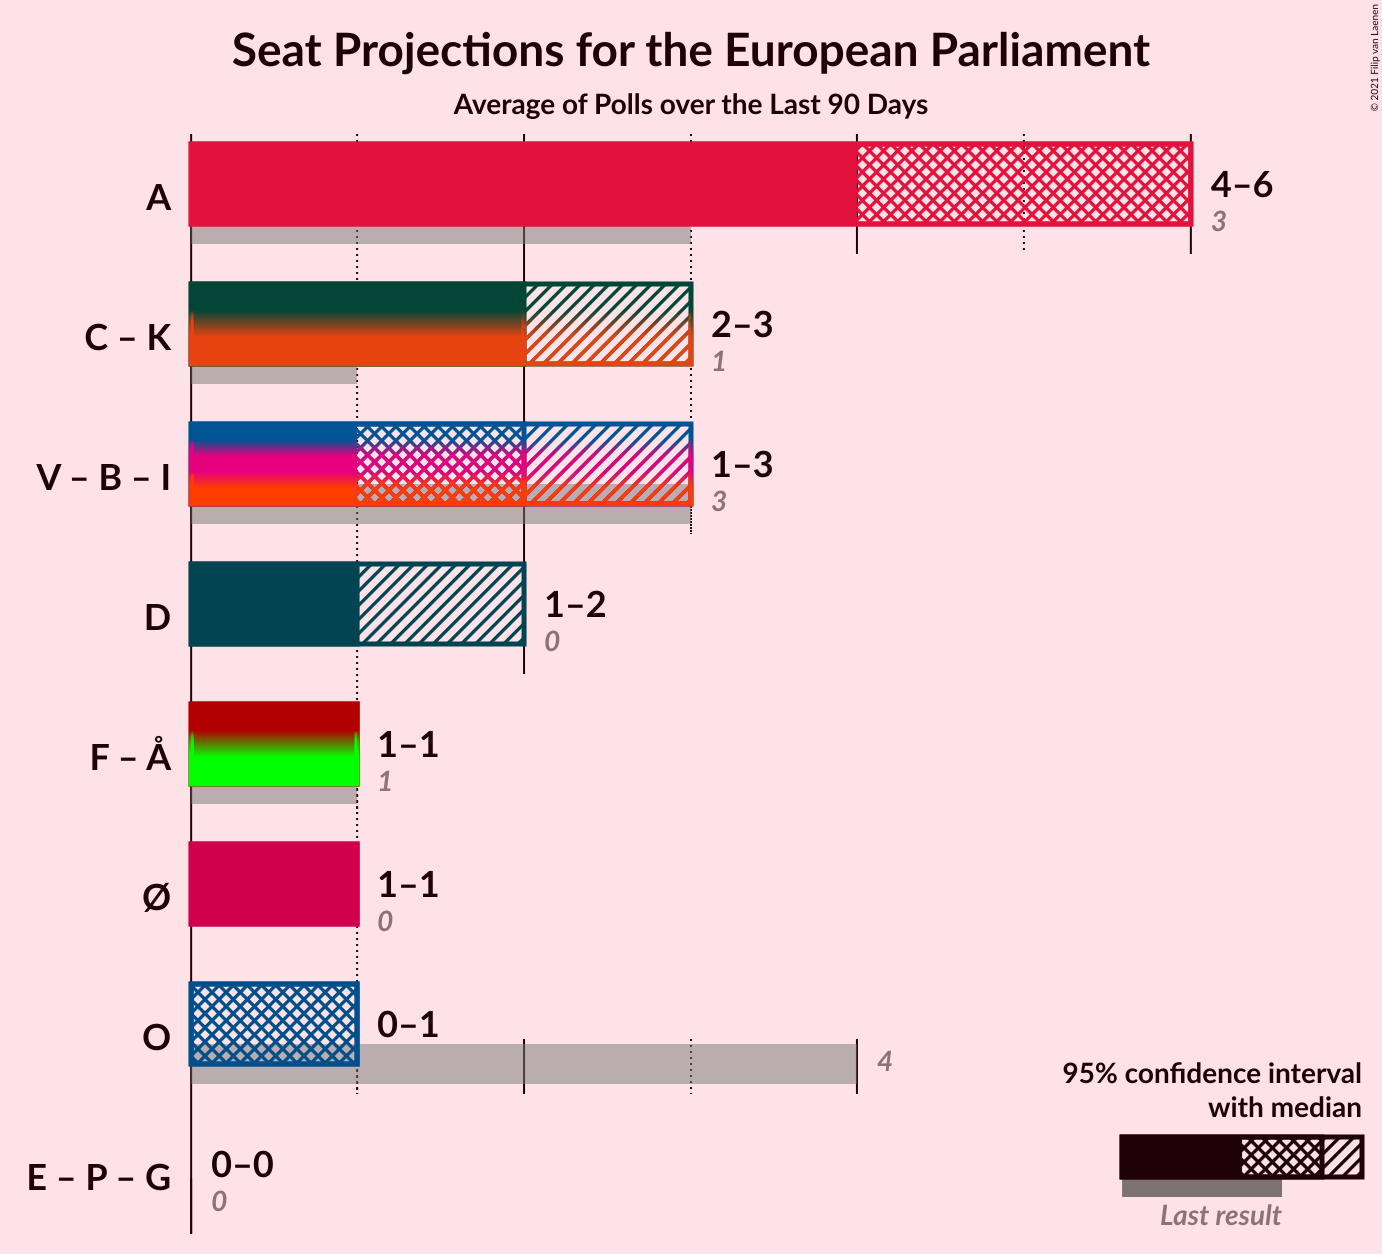 Seat Projections for the European Parliament
Average of Polls over the Last 90 Days
© 2021 Filip van Laenen
A
4–6
3
C – K
2–3
1
V – B – I
1–3
3
D
1–2
0
F – Å
1–1
1
Ø
1–1
0
O
0–1
4
E – P – G
0–0
0
95% confidence interval
with median
Last result